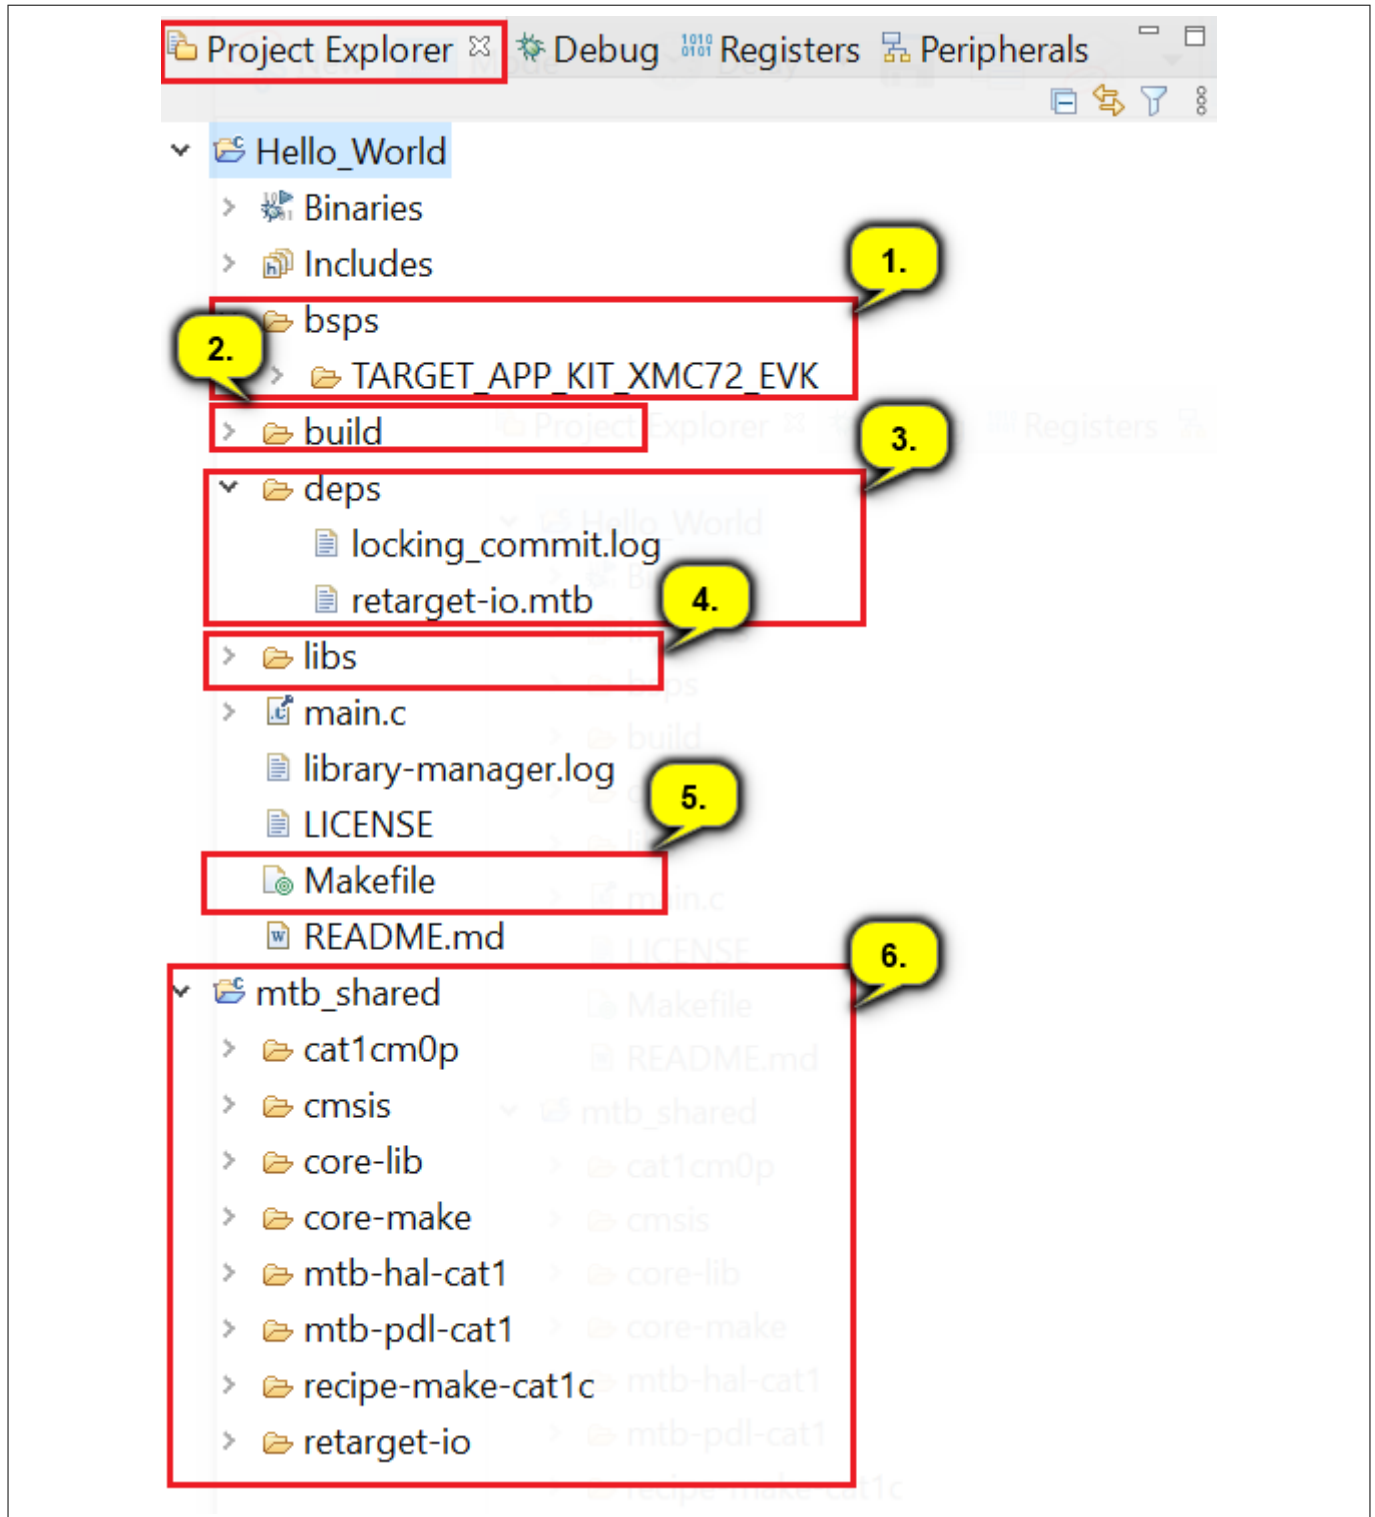 Project Explorer Debug Registers Peripherals
Hello_World
Binaries
Includes
1.
bsps
2.
TARGET_APP_KIT_XMC72_EVK
build
3.
deps
locking_commit.log
retarget-io.mtb
4.
libs
main.c
library-manager.log
5.
LICENSE
Makefile
README.md
6.
mtb_shared
cat1cm0p
cmsis
core-lib
core-make
mtb-hal-cat1
mtb-pdl-cat1
recipe-make-cat1c
retarget-io